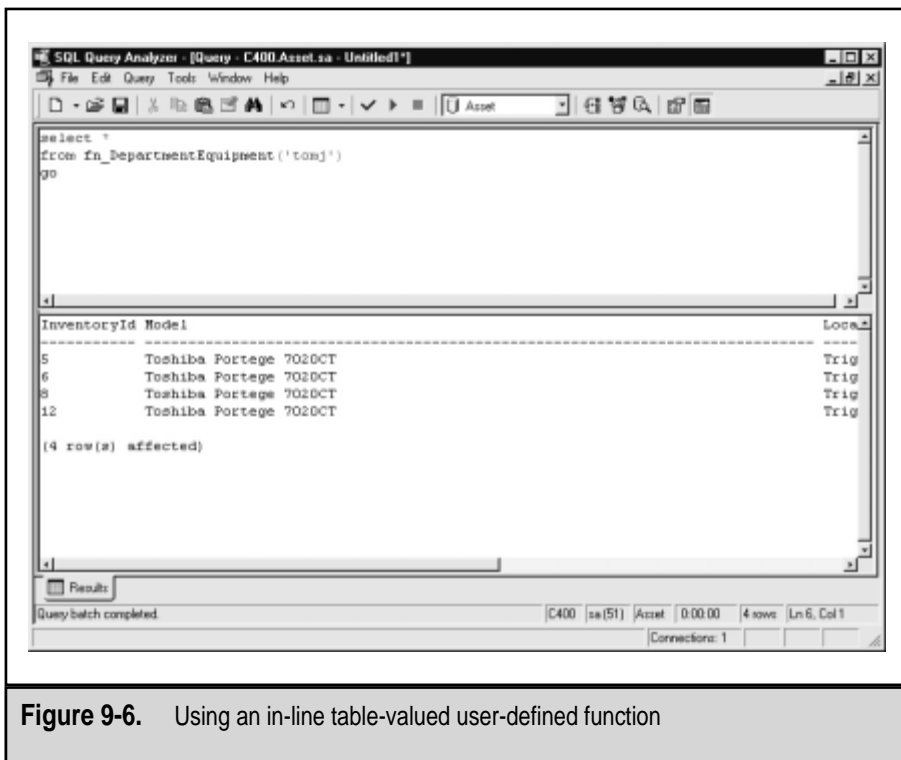 SQL Query Analyzer - [Query - C400.Asset.sa - Untitled1*]
File Edit Query Tools Window Help
Asset
select *
from fn_DepartmentEquipment('tomj')
go
InventoryId Model Loca
----------- -------------------------------------------------------------------------------- ----
5 Toshiba Portege 7020CT Trig
6 Toshiba Portege 7020CT Trig
8 Toshiba Portege 7020CT Trig
12 Toshiba Portege 7020CT Trig
(4 row(s) affected)
Results
Query batch completed. C400 sa (51) Asset 0:00:00 4 rows Ln 6, Col 1
Connections: 1
Figure 9-6. Using an in-line table-valued user-defined function